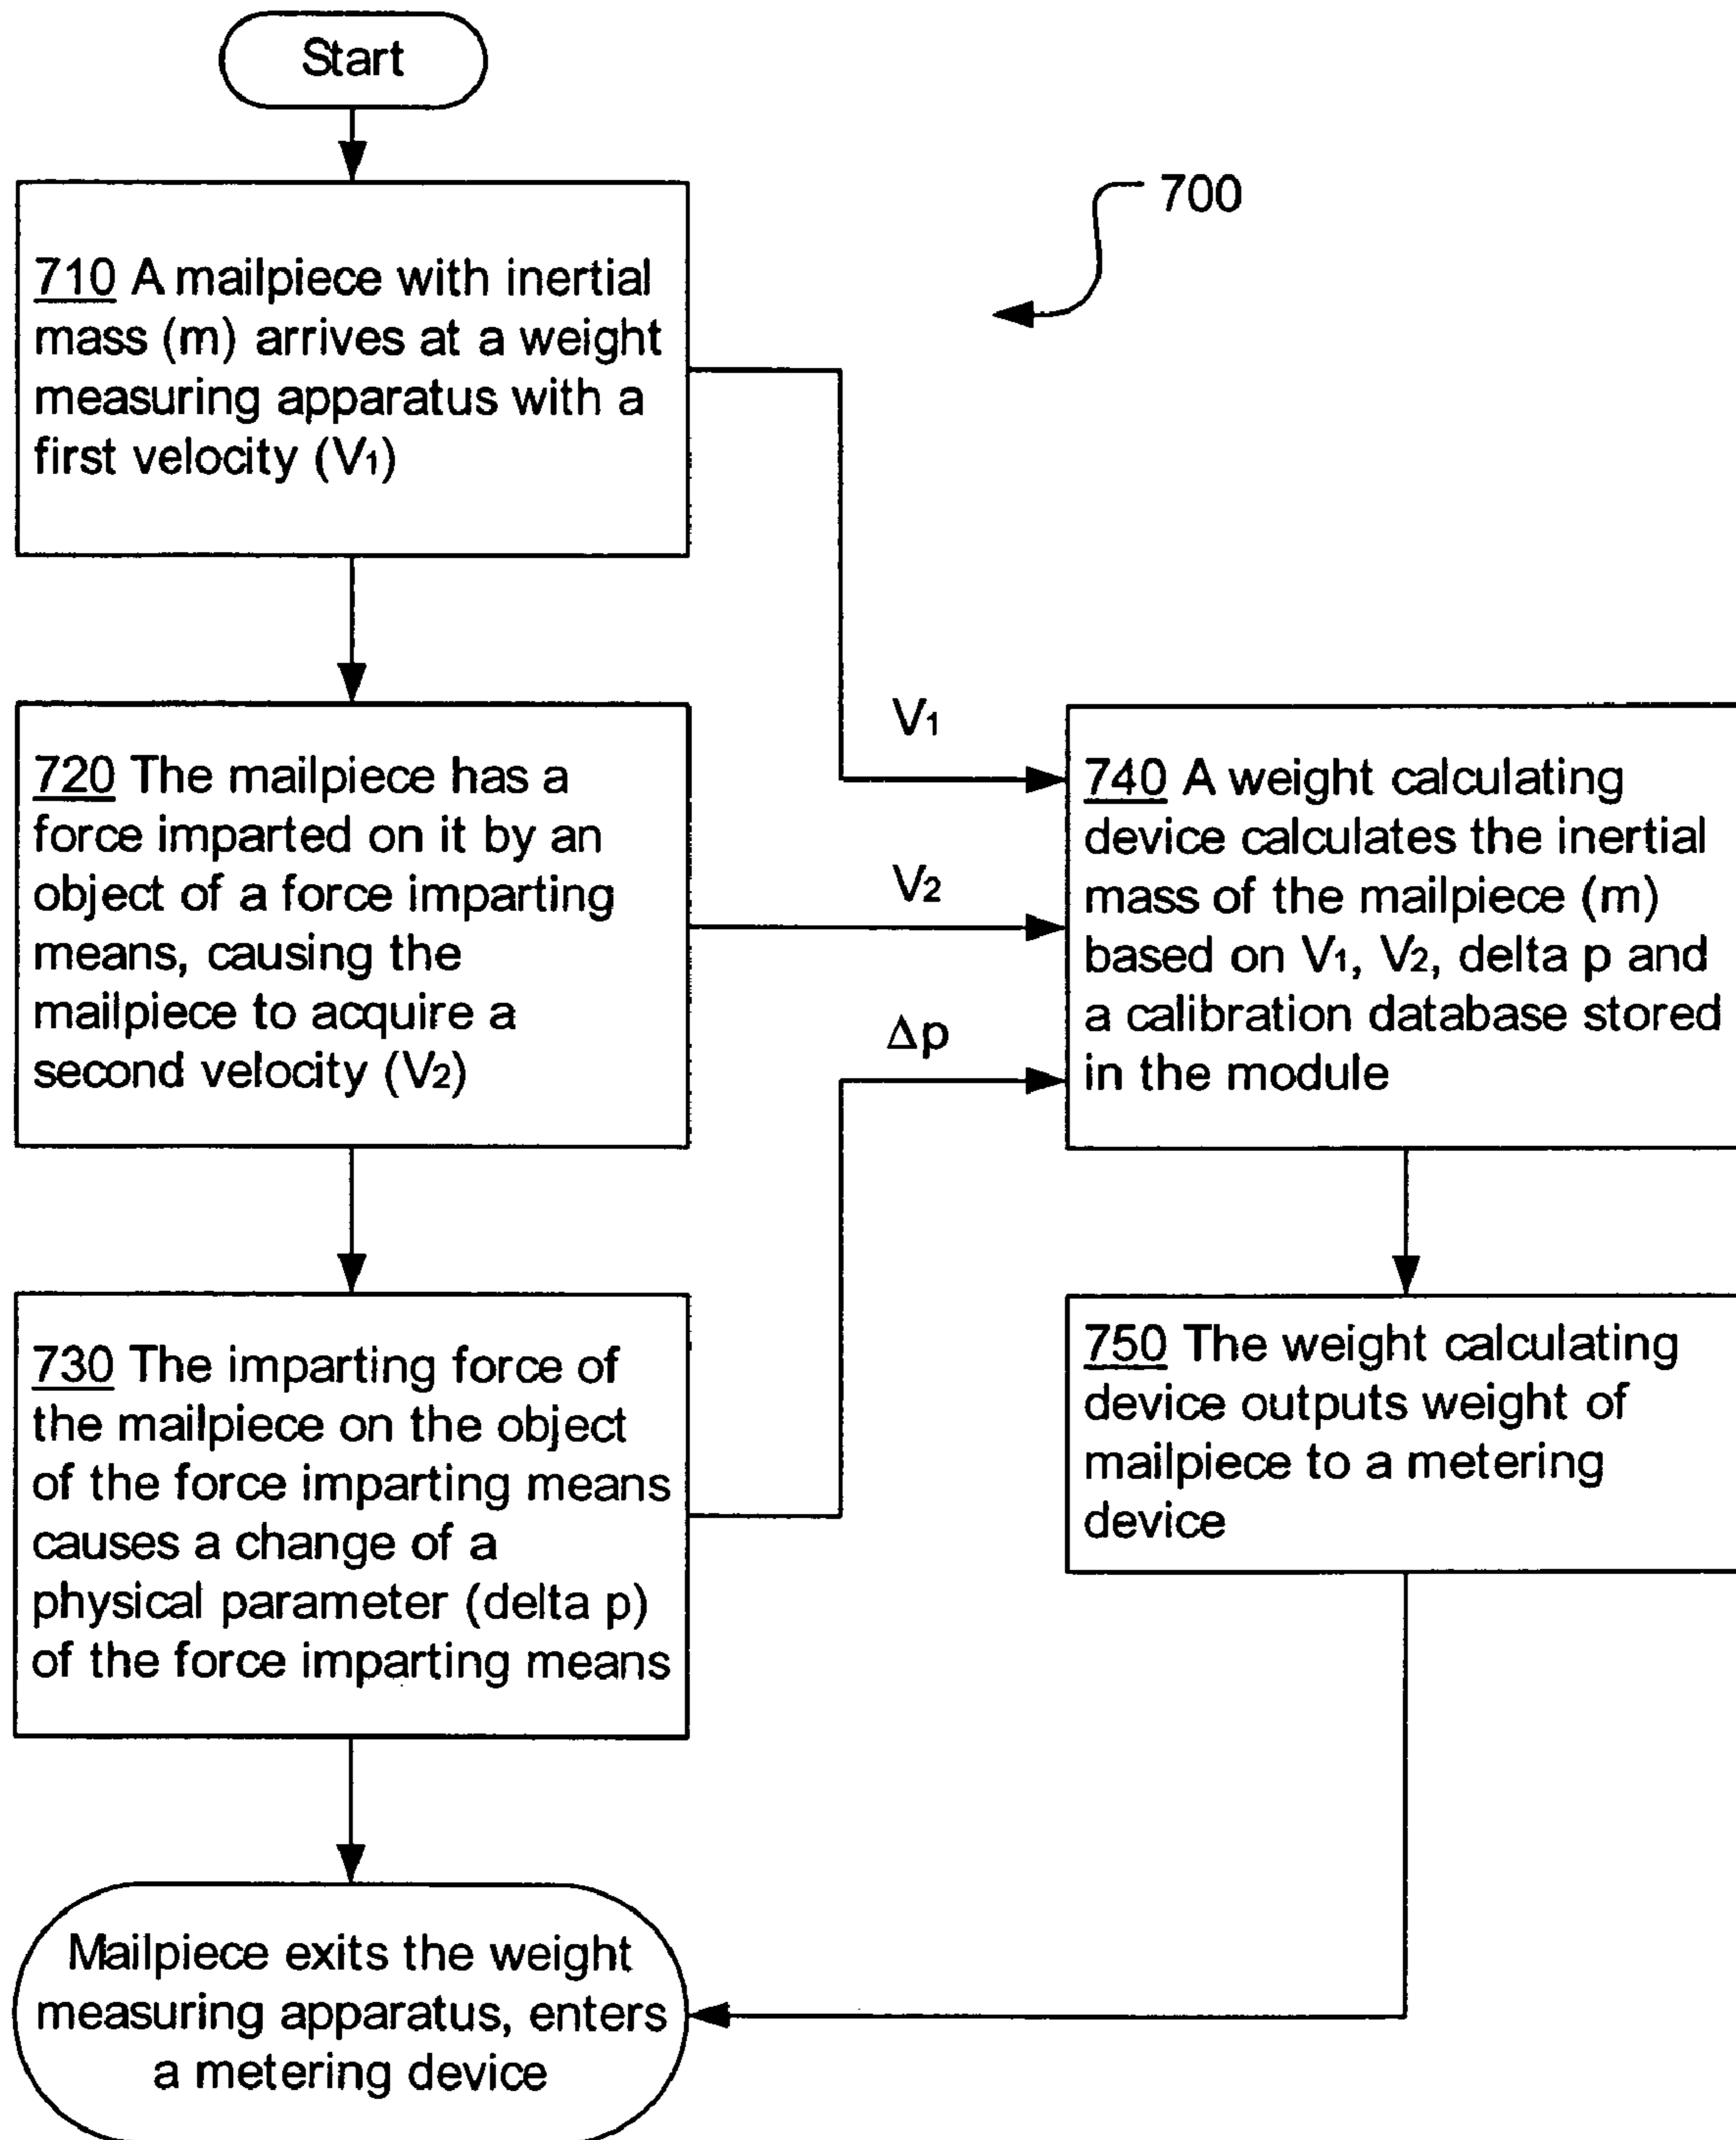 Start
700
710 A mailpiece with inertial
mass (m) arrives at a weight
measuring apparatus with a
first velocity (V₁)
720 The mailpiece has a
force imparted on it by an
object of a force imparting
means, causing the
mailpiece to acquire a
second velocity (V₂)
730 The imparting force of
the mailpiece on the object
of the force imparting means
causes a change of a
physical parameter (delta p)
of the force imparting means
V₁
V₂
Δp
740 A weight calculating
device calculates the inertial
mass of the mailpiece (m)
based on V₁, V₂, delta p and
a calibration database stored
in the module
750 The weight calculating
device outputs weight of
mailpiece to a metering
device
Mailpiece exits the weight
measuring apparatus, enters
a metering device